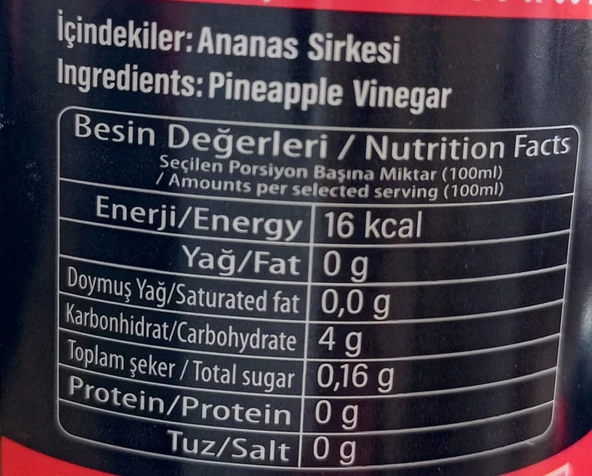 İçindekiler: Ananas Sirkesi
Ingredients: Pineapple Vinegar
Besin Değerleri / Nutrition Facts
Seçilen Porsiyon Başına Miktar (100ml)
/ Amounts per selected serving (100ml)
Enerji/Energy 16 kcal
Yağ/Fat 0 g
Doymuş Yağ/Saturated fat 0,0 g
Karbonhidrat/Carbohydrate 4 g
Toplam şeker / Total sugar 0,16 g
Protein/Protein 0 g
Tuz/Salt 0 g